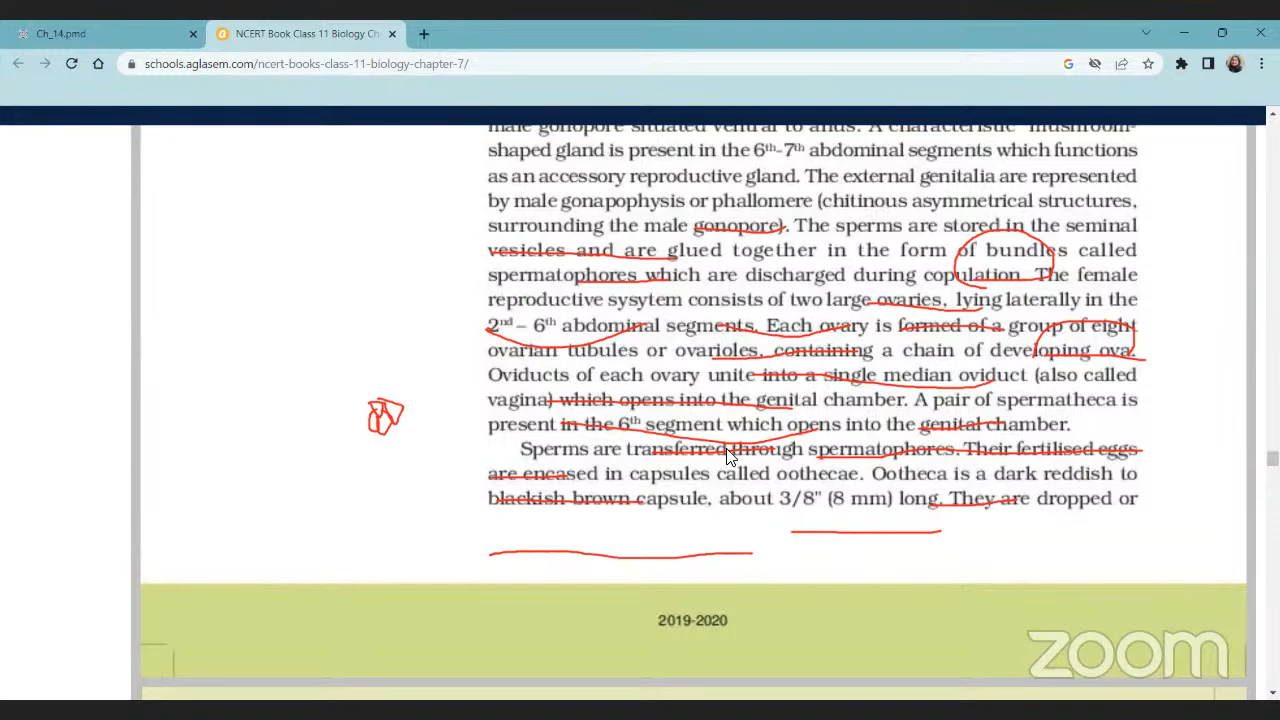 Ch_14.pmd
NCERT Book Class 11 Biology Ch
schools.aglasem.com/ncert-books-class-11-biology-chapter-7/
male gonopore situated ventral to anus. A characteristic mushroom-
shaped gland is present in the 6th-7th abdominal segments which functions
as an accessory reproductive gland. The external genitalia are represented
by male gonapophysis or phallomere (chitinous asymmetrical structures,
surrounding the male gonopore). The sperms are stored in the seminal
vesicles and are glued together in the form of bundles called
spermatophores which are discharged during copulation. The female
reproductive sysytem consists of two large ovaries, lying laterally in the
2nd – 6th abdominal segments. Each ovary is formed of a group of eight
ovarian tubules or ovarioles, containing a chain of developing ova.
Oviducts of each ovary unite into a single median oviduct (also called
vagina) which opens into the genital chamber. A pair of spermatheca is
present in the 6th segment which opens into the genital chamber.
Sperms are transferred through spermatophores. Their fertilised eggs
are encased in capsules called oothecae. Ootheca is a dark reddish to
blackish brown capsule, about 3/8" (8 mm) long. They are dropped or
2019-2020
zoom